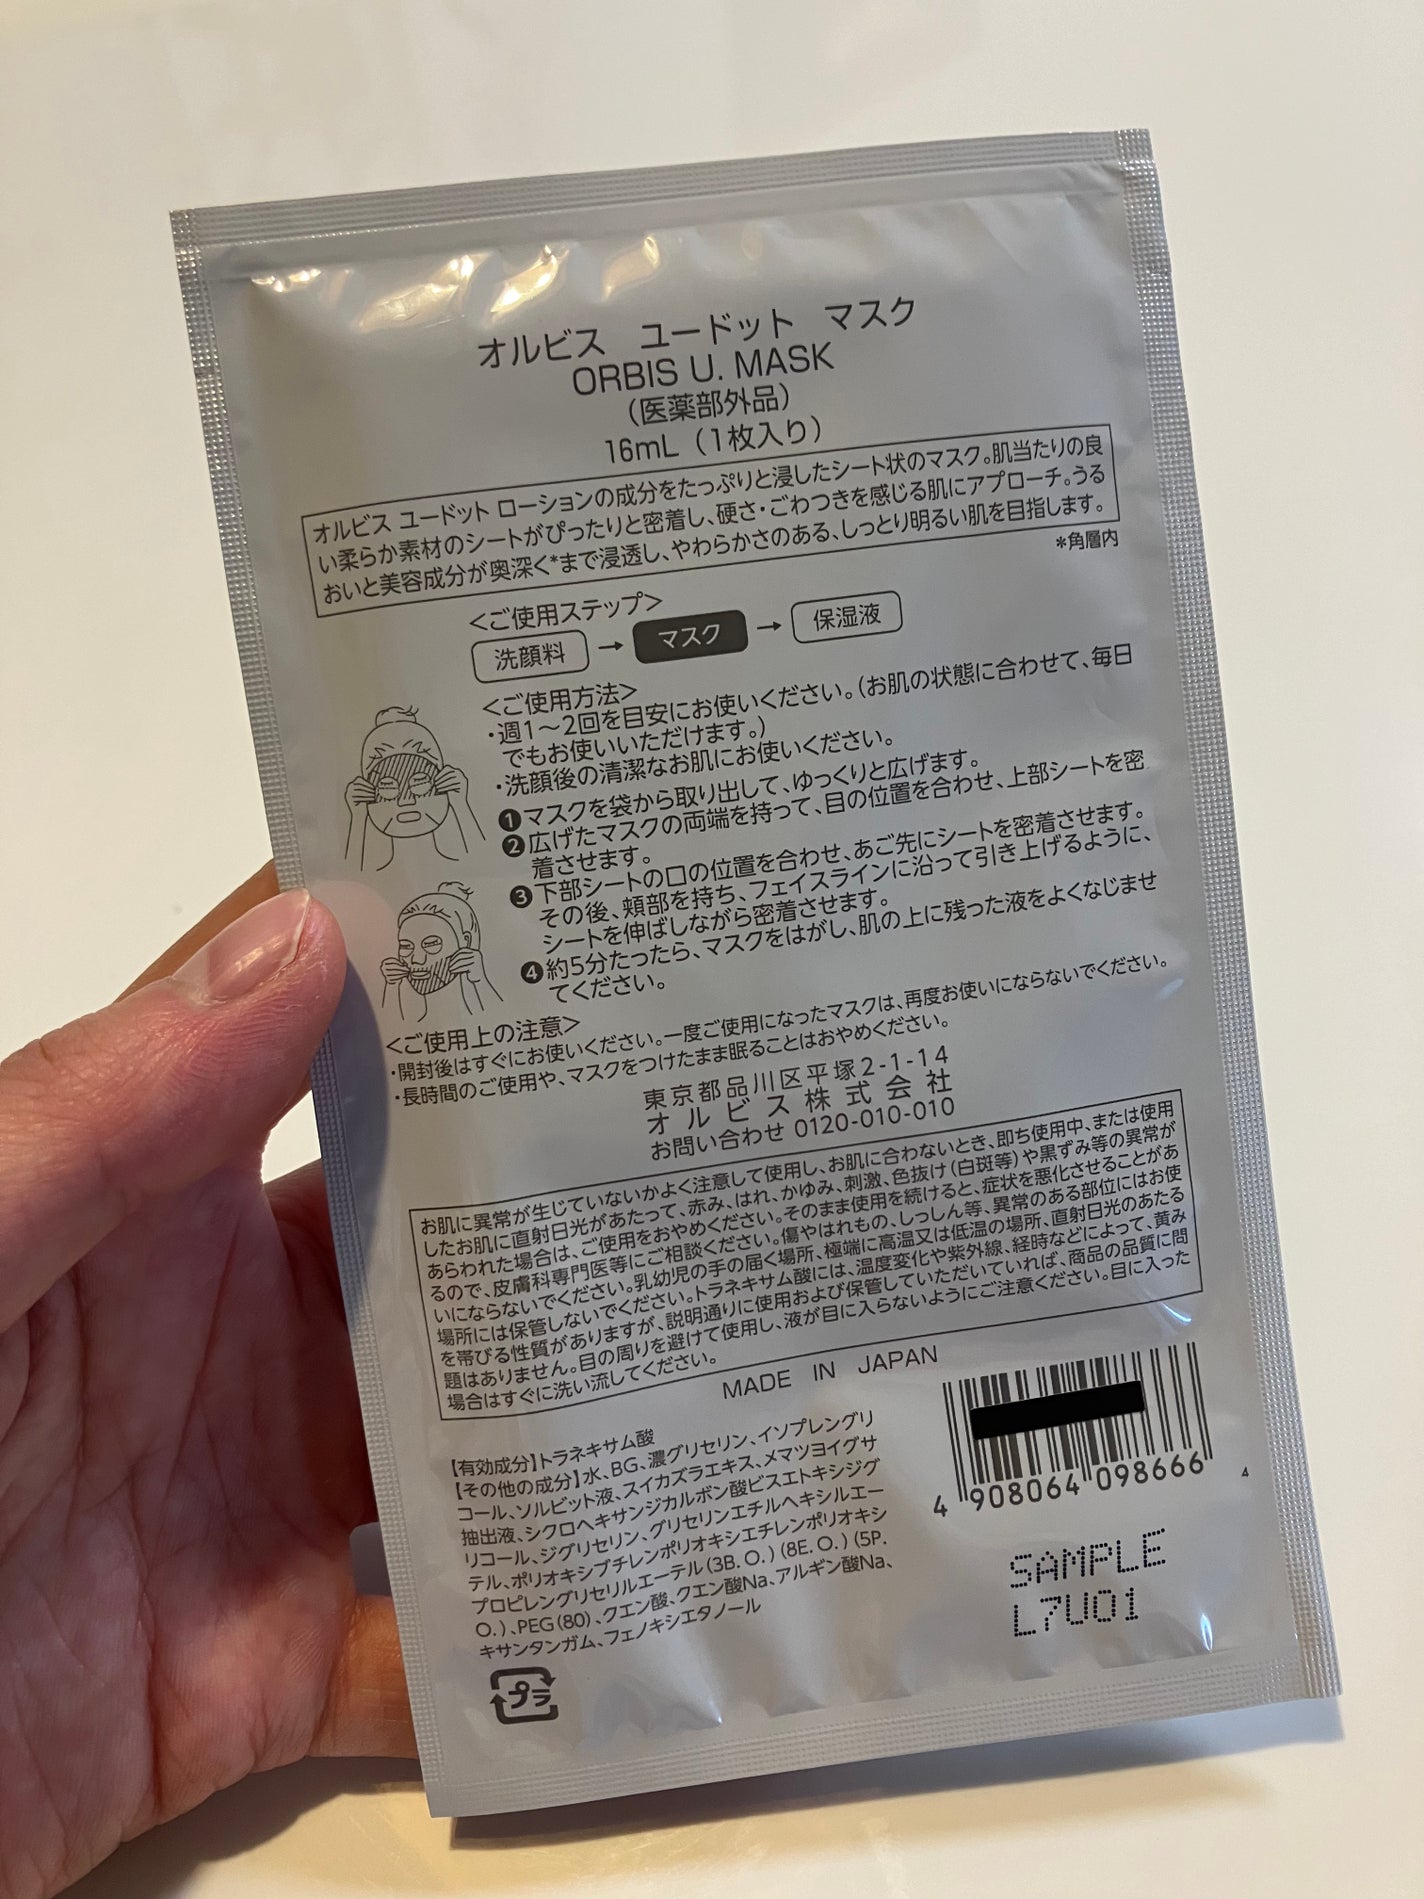 オルビス ユードット マスク
ORBIS U. MASK
(医薬部外品)
16mL(1枚入り)
オルビス ユードット ローションの成分をたっぷりと浸したシート状のマスク。肌当たりの良
い柔らか素材のシートがぴったりと密着し、硬さ・ごわつきを感じる肌にアプローチ。うる
おいと美容成分が奥深く*まで浸透し、やわらかさのある、しっとり明るい肌を目指します。
*角層内
<ご使用ステップ>
洗顔料→マスク→保湿液
<ご使用方法>
・週1〜2回を目安にお使いください。(お肌の状態に合わせて、毎日
でもお使いいただけます。)
・洗顔後の清潔なお肌にお使いください。
❶マスクを袋から取り出して、ゆっくりと広げます。
❷広げたマスクの両端を持って、目の位置を合わせ、上部シートを密
着させます。
❸下部シートの口の位置を合わせ、あご先にシートを密着させます。
その後、頬部を持ち、フェイスラインに沿って引き上げるように、
シートを伸ばしながら密着させます。
❹約5分たったら、マスクをはがし、肌の上に残った液をよくなじませ
てください。
<ご使用上の注意>
・開封後はすぐにお使いください。一度ご使用になったマスクは、再度お使いにならないでください。
・長時間のご使用や、マスクをつけたまま眠ることはおやめください。
東京都品川区平塚2-1-14
オルビス株式会社
お問い合わせ 0120-010-010
お肌に異常が生じていないかよく注意して使用し、お肌に合わないとき、即ち使用中、または使用
したお肌に直射日光があたって、赤み、はれ、かゆみ、刺激、色抜け(白斑等)や黒ずみ等の異常が
あらわれた場合は、ご使用をおやめください。そのまま使用を続けると、症状を悪化させることがあ
るので、皮膚科専門医等にご相談ください。傷やはれもの、しっしん等、異常のある部位にはお使
いにならないでください。乳幼児の手の届く場所、極端に高温又は低温の場所、直射日光のあたる
場所には保管しないでください。トラネキサム酸には、温度変化や紫外線、経時などによって、黄み
を帯びる性質がありますが、説明通りに使用および保管していただいていれば、商品の品質に問
題はありません。目の周りを避けて使用し、液が目に入らないようにご注意ください。目に入った
場合はすぐに洗い流してください。
MADE IN JAPAN
【有効成分】トラネキサム酸
【その他の成分】水、BG、濃グリセリン、イソプレングリ
コール、ソルビット液、スイカズラエキス、メマツヨイグサ
抽出液、シクロヘキサンジカルボン酸ビスエトキシジグ
リコール、ジグリセリン、グリセリンエチルヘキシルエー
テル、ポリオキシブチレンポリオキシエチレンポリオキシ
プロピレングリセリルエーテル(3B.O.)(8E.O.)(5P.
O.)、PEG(80)、クエン酸、クエン酸Na、アルギン酸Na、
キサンタンガム、フェノキシエタノール
4 908064 098666
4
SAMPLE
L7U01
プラ